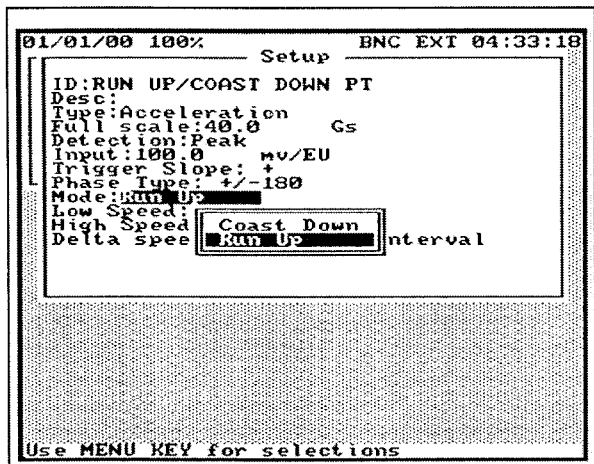 01/01/00 100% BNC EXT 04:33:18
Setup
ID:RUN UP/COAST DOWN PT
Desc:
Type:Acceleration
Full scale:40.0 Gs
Detection:Peak
Input:100.0 mv/EU
Trigger Slope: +
Phase Type: +/-180
Mode:Run Up
Low Speed:
High Speed
Coast Down
Delta spee
Run Up
nterval
Use MENU KEY for selections